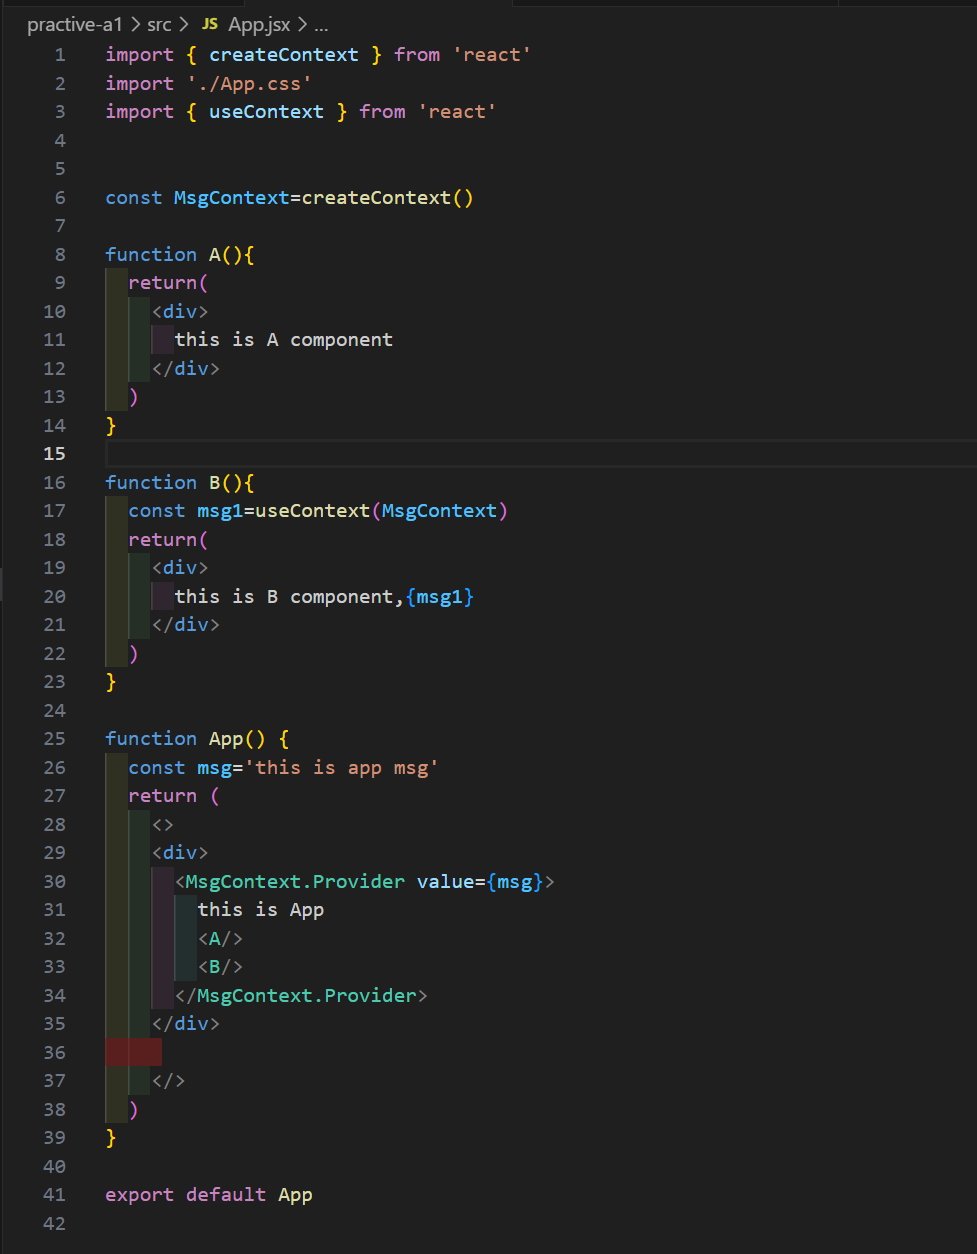 practive-a1 > src > JS App.jsx > ...
1 import { createContext } from 'react'
2 import './App.css'
3 import { useContext } from 'react'
4
5
6 const MsgContext=createContext()
7
8 function A(){
9   return(
10     <div>
11       this is A component
12     </div>
13   )
14 }
15
16 function B(){
17   const msg1=useContext(MsgContext)
18   return(
19     <div>
20       this is B component,{msg1}
21     </div>
22   )
23 }
24
25 function App() {
26   const msg='this is app msg'
27   return (
28     <>
29     <div>
30       <MsgContext.Provider value={msg}>
31         this is App
32         <A/>
33         <B/>
34       </MsgContext.Provider>
35     </div>
36
37     </>
38   )
39 }
40
41 export default App
42